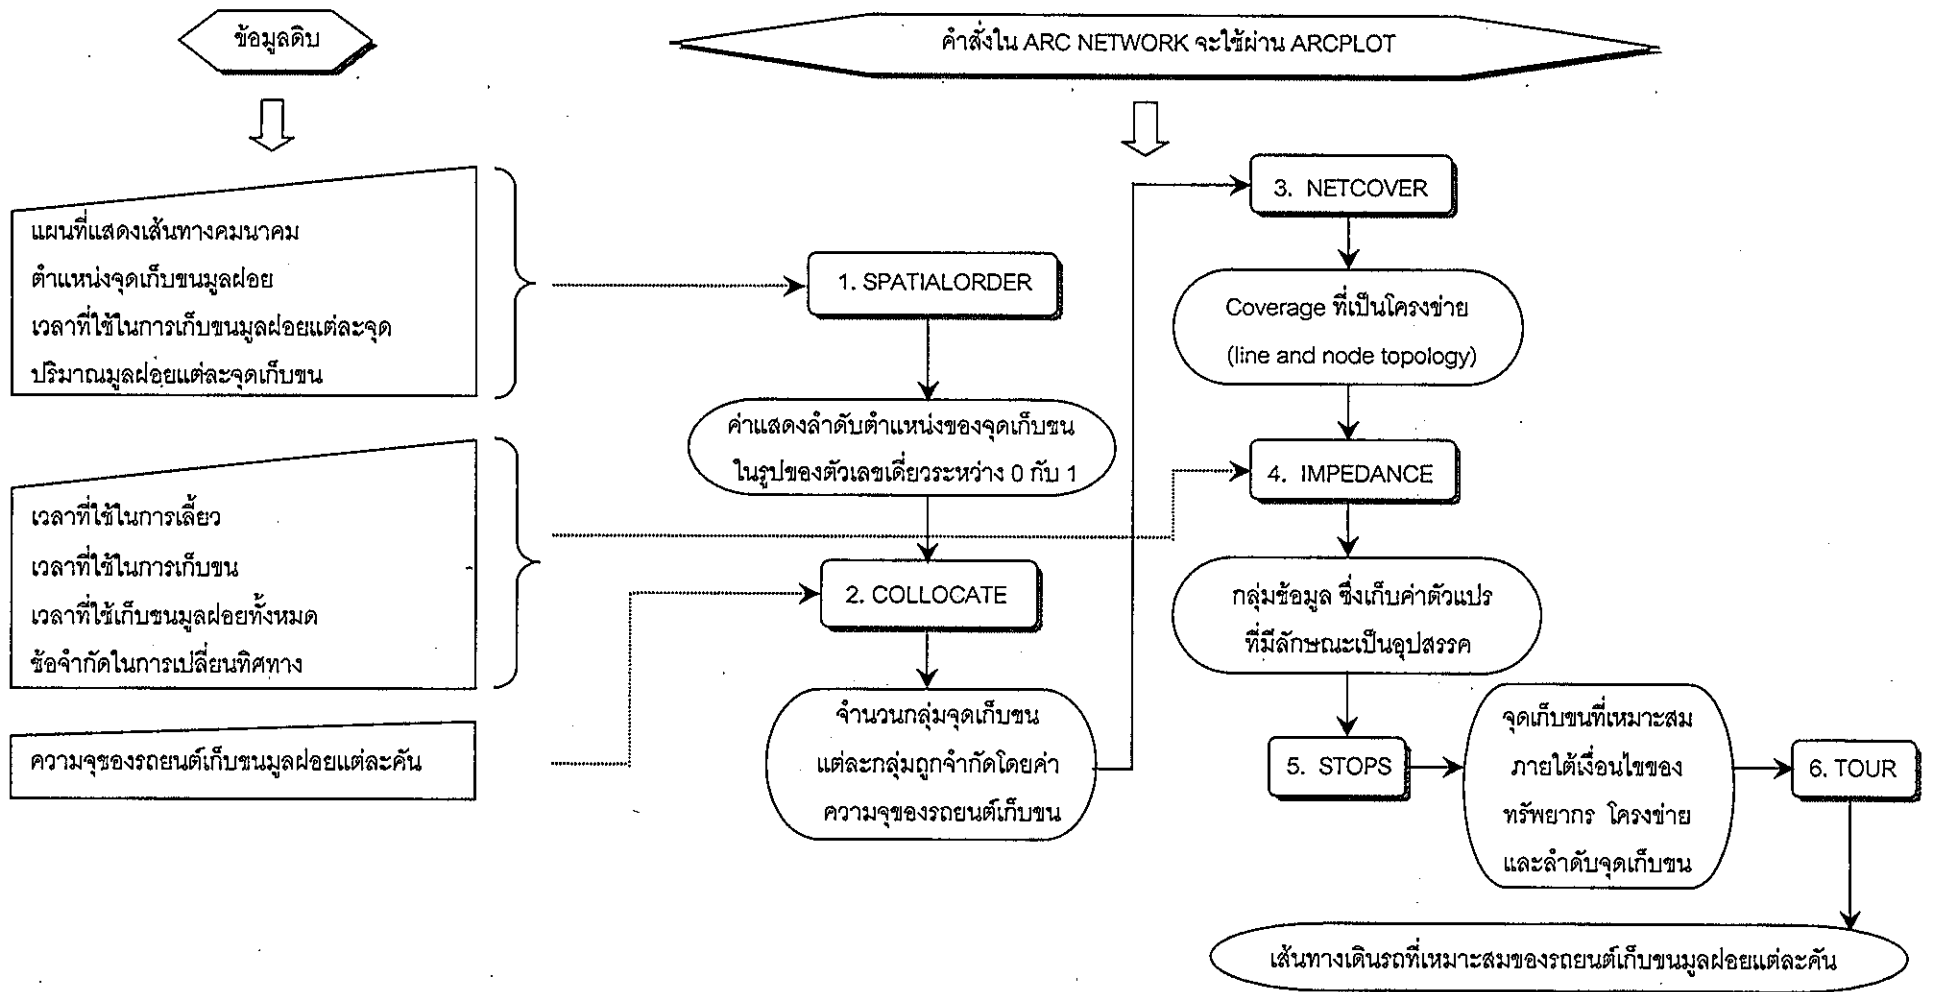 ข้อมูลดิบ
คำสั่งใน ARC NETWORK จะใช้ผ่าน ARCPLOT
แผนที่แสดงเส้นทางคมนาคม
ตำแหน่งจุดเก็บขนมูลฝอย
เวลาที่ใช้ในการเก็บขนมูลฝอยแต่ละจุด
ปริมาณมูลฝอยแต่ละจุดเก็บขน
เวลาที่ใช้ในการเลี้ยว
เวลาที่ใช้ในการเก็บขน
เวลาที่ใช้เก็บขนมูลฝอยทั้งหมด
ข้อจำกัดในการเปลี่ยนทิศทาง
ความจุของรถยนต์เก็บขนมูลฝอยแต่ละคัน
1. SPATIALORDER
ค่าแสดงลำดับตำแหน่งของจุดเก็บขน
ในรูปของตัวเลขเดี่ยวระหว่าง 0 กับ 1
2. COLLOCATE
จำนวนกลุ่มจุดเก็บขน
แต่ละกลุ่มถูกจำกัดโดยค่า
ความจุของรถยนต์เก็บขน
3. NETCOVER
Coverage ที่เป็นโครงข่าย
(line and node topology)
4. IMPEDANCE
กลุ่มข้อมูล ซึ่งเก็บค่าตัวแปร
ที่มีลักษณะเป็นอุปสรรค
5. STOPS
จุดเก็บขนที่เหมาะสม
ภายใต้เงื่อนไขของ
ทรัพยากร โครงข่าย
และลำดับจุดเก็บขน
6. TOUR
เส้นทางเดินรถที่เหมาะสมของรถยนต์เก็บขนมูลฝอยแต่ละคัน